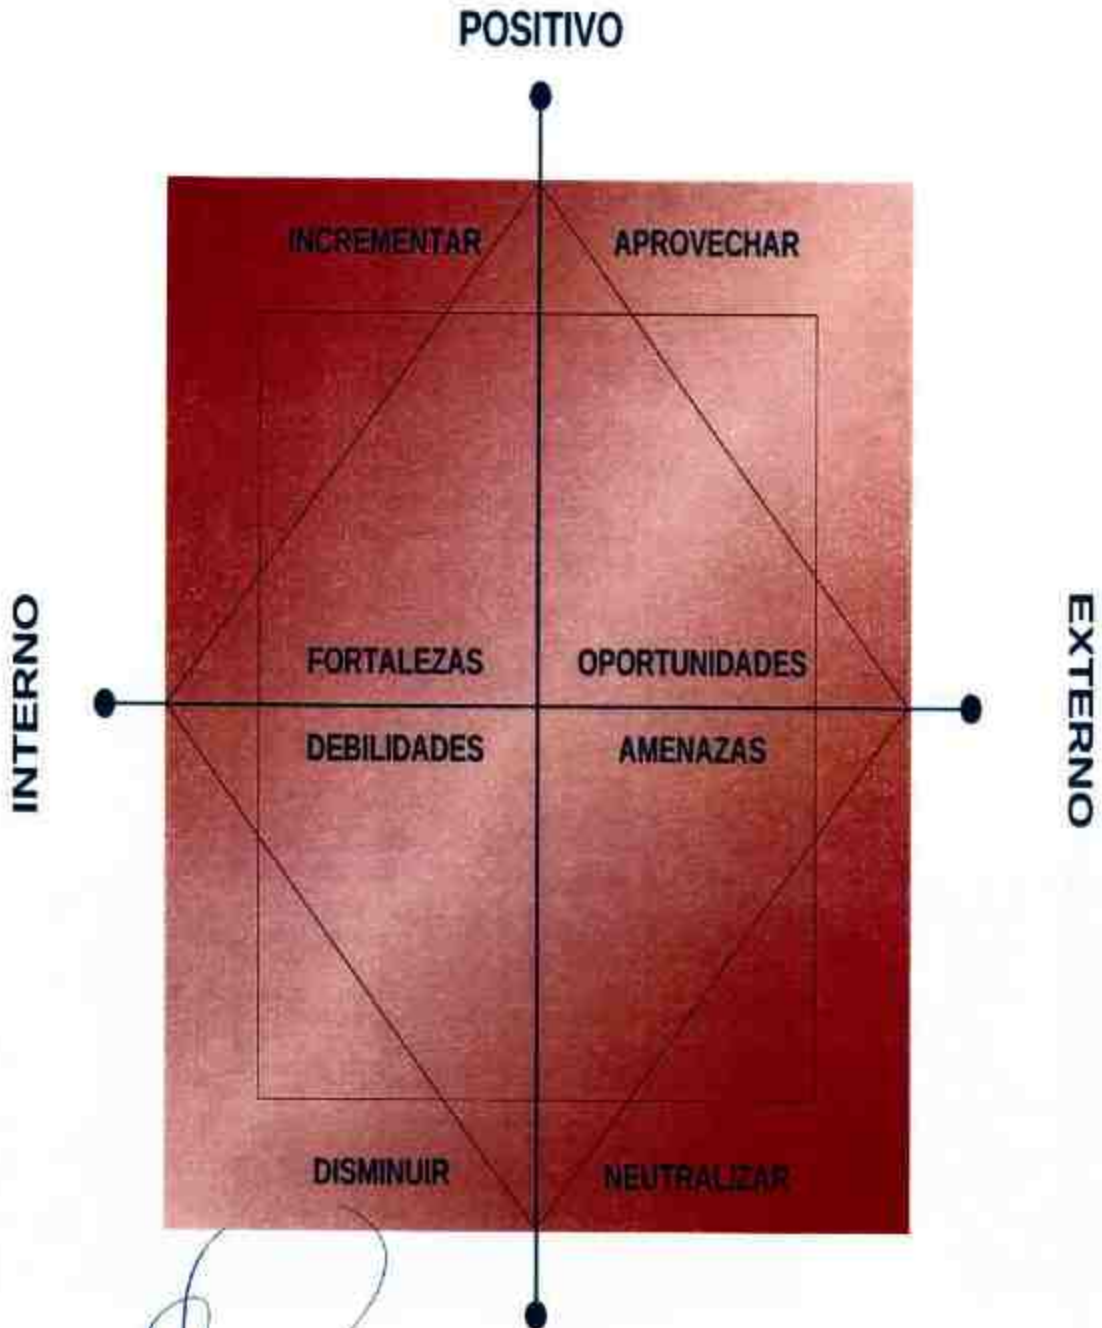 POSITIVO
INCREMENTAR
APROVECHAR
INTERNO
EXTERNO
FORTALEZAS
OPORTUNIDADES
DEBILIDADES
AMENAZAS
DISMINUIR
NEUTRALIZAR